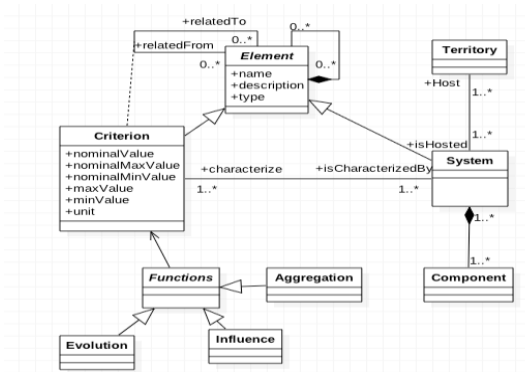 +relatedTo
0..*
+relatedFrom
0..*
0..*
0..*
Element
+name
+description
+type
Territory
+Host
1..*
1..*
+isHosted
Criterion
+nominalValue
+nominalMaxValue
+nominalMinValue
+maxValue
+minValue
+unit
+characterize
+isCharacterizedBy
1..*
1..*
System
1..*
1..*
Functions
Aggregation
Component
Evolution
Influence